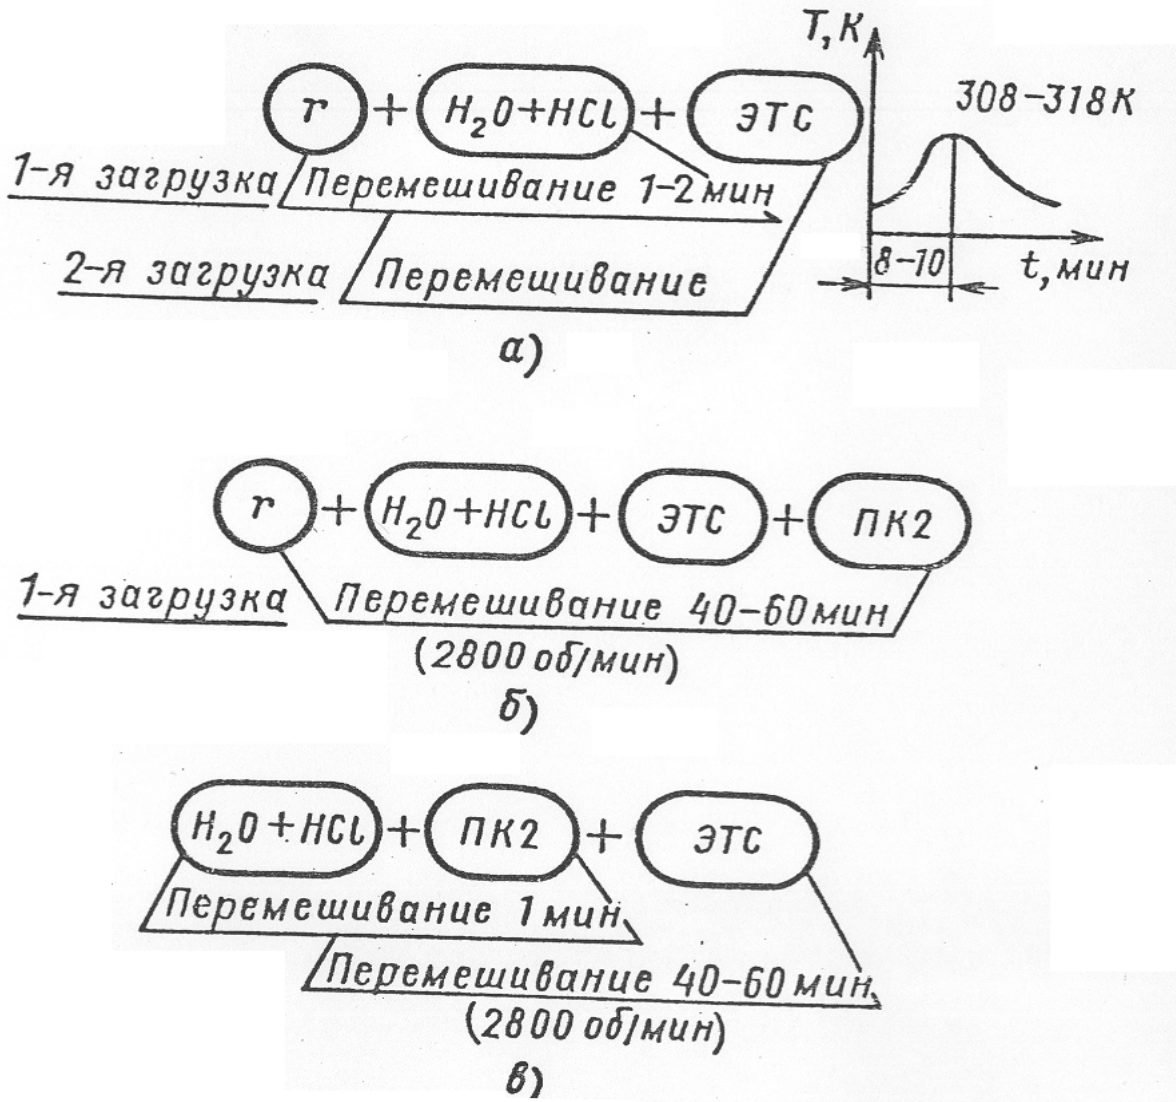 T, К
r + H₂O+HCl + ЭТС
308-318К
1-я загрузка Перемешивание 1-2 мин
2-я загрузка Перемешивание
8-10
t, мин
а)
r + H₂O+HCl + ЭТС + ПК2
1-я загрузка Перемешивание 40-60 мин
(2800 об/мин)
б)
H₂O+HCl + ПК2 + ЭТС
Перемешивание 1 мин
Перемешивание 40-60 мин
(2800 об/мин)
в)